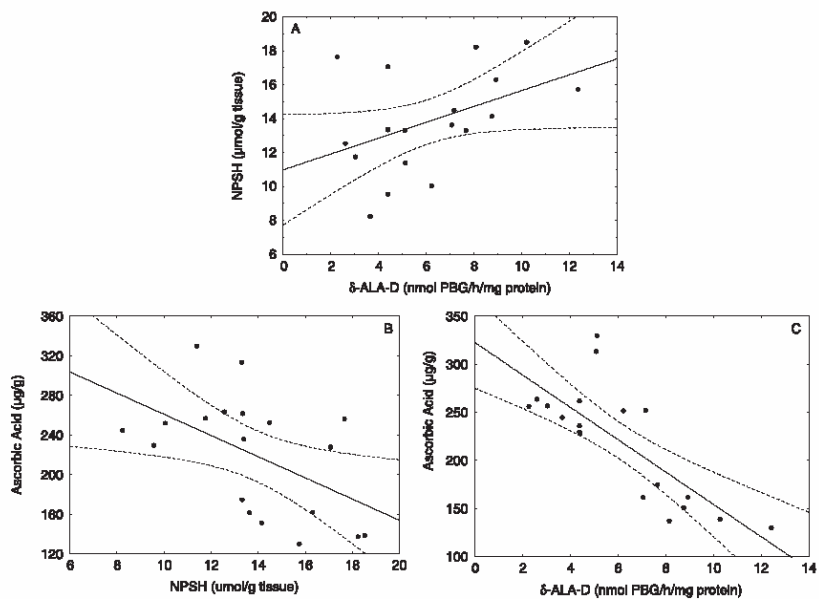 A
20
18
16
14
12
10
8
6
NPSH (μmol/g tissue)
0 2 4 6 8 10 12 14
δ-ALA-D (nmol PBG/h/mg protein)
B
360
320
280
240
200
160
120
Ascorbic Acid (μg/g)
6 8 10 12 14 16 18 20
NPSH (umol/g tissue)
C
350
300
250
200
150
100
Ascorbic Acid (μg/g)
0 2 4 6 8 10 12 14
δ-ALA-D (nmol PBG/h/mg protein)